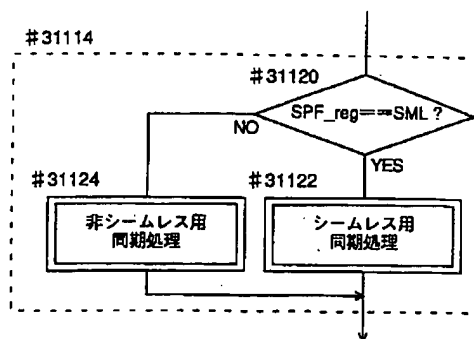 #31114
#31120
SPF_reg==SML ?
NO
YES
#31124
#31122
非シームレス用
同期処理
シームレス用
同期処理